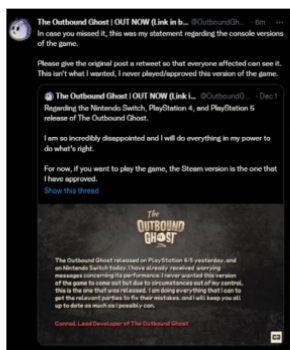 The Outbound Ghost | OUT NOW (Link in b... @OutboundGh... · 6m
In case you missed it, this was my statement regarding the console versions
of the game.
Please give the original post a retweet so that everyone affected can see it.
This isn't what I wanted, I never played/approved this version of the game.
The Outbound Ghost | OUT NOW (Link i... @OutboundG... · Dec 1
Regarding the Nintendo Switch, PlayStation 4, and PlayStation 5
release of The Outbound Ghost.
I am so incredibly disappointed and I will do everything in my power to
do what's right.
For now, if you want to play the game, the Steam version is the one that
I have approved.
Show this thread
The
OUTBOUND
GHOST
The Outbound Ghost released on PlayStation 4/5 yesterday, and
on Nintendo Switch today. I have already received worrying
messages concerning its performance. I never wanted this version
of the game to come out but due to circumstances out of my control,
this is the one that was released. I am doing everything that I can to
get the relevant parties to fix their mistakes, and I will keep you all
up to date as much as I possibly can.
Conrad, Lead Developer of The Outbound Ghost